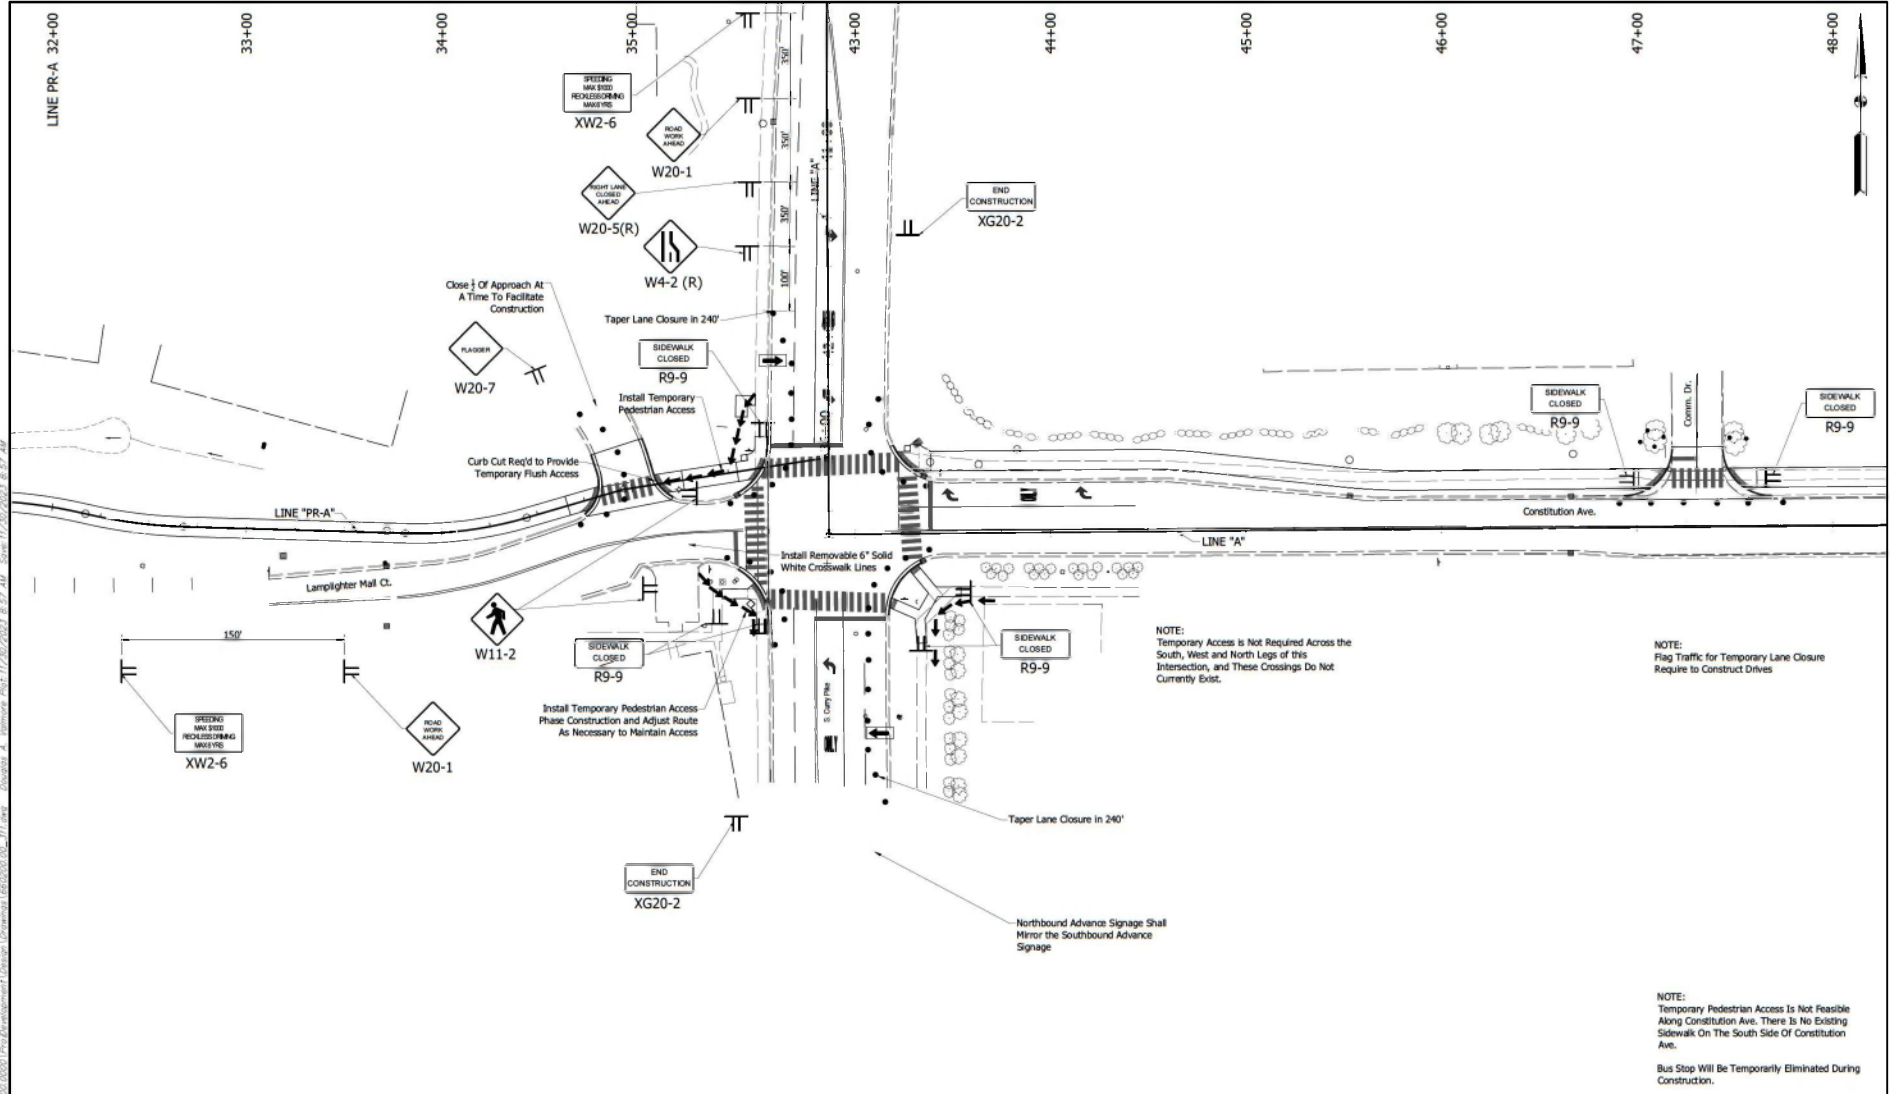 LINE PR-A 32+00
33+00
34+00
35+00
43+00
44+00
45+00
46+00
47+00
48+00
SPEEDING
MAX $1000
RECKLESS DRIVING
MAX 8 YRS
XW2-6
ROAD
WORK
AHEAD
W20-1
RIGHT LANE
CLOSED
AHEAD
W20-5(R)
W4-2 (R)
350'
350'
350'
100'
LINE "A"
END
CONSTRUCTION
XG20-2
Close ½ Of Approach At
A Time To Facilitate
Construction
Taper Lane Closure in 240'
FLAGGER
W20-7
SIDEWALK
CLOSED
R9-9
Install Temporary
Pedestrian Access
Curb Cut Req'd to Provide
Temporary Flush Access
SIDEWALK
CLOSED
R9-9
Comm. Dr.
SIDEWALK
CLOSED
R9-9
LINE "PR-A"
Constitution Ave.
LINE "A"
Install Removable 6" Solid
White Crosswalk Lines
Lamplighter Mall Ct.
150'
W11-2
SIDEWALK
CLOSED
R9-9
SIDEWALK
CLOSED
R9-9
NOTE:
Temporary Access is Not Required Across the
South, West and North Legs of this
Intersection, and These Crossings Do Not
Currently Exist.
NOTE:
Flag Traffic for Temporary Lane Closure
Require to Construct Drives
S. Curry Pike
Install Temporary Pedestrian Access
Phase Construction and Adjust Route
As Necessary to Maintain Access
SPEEDING
MAX $1000
RECKLESS DRIVING
MAX 8 YRS
XW2-6
ROAD
WORK
AHEAD
W20-1
Taper Lane Closure in 240'
END
CONSTRUCTION
XG20-2
Northbound Advance Signage Shall
Mirror the Southbound Advance
Signage
NOTE:
Temporary Pedestrian Access Is Not Feasible
Along Constitution Ave. There Is No Existing
Sidewalk On The South Side Of Constitution
Ave.
Bus Stop Will Be Temporarily Eliminated During
Construction.